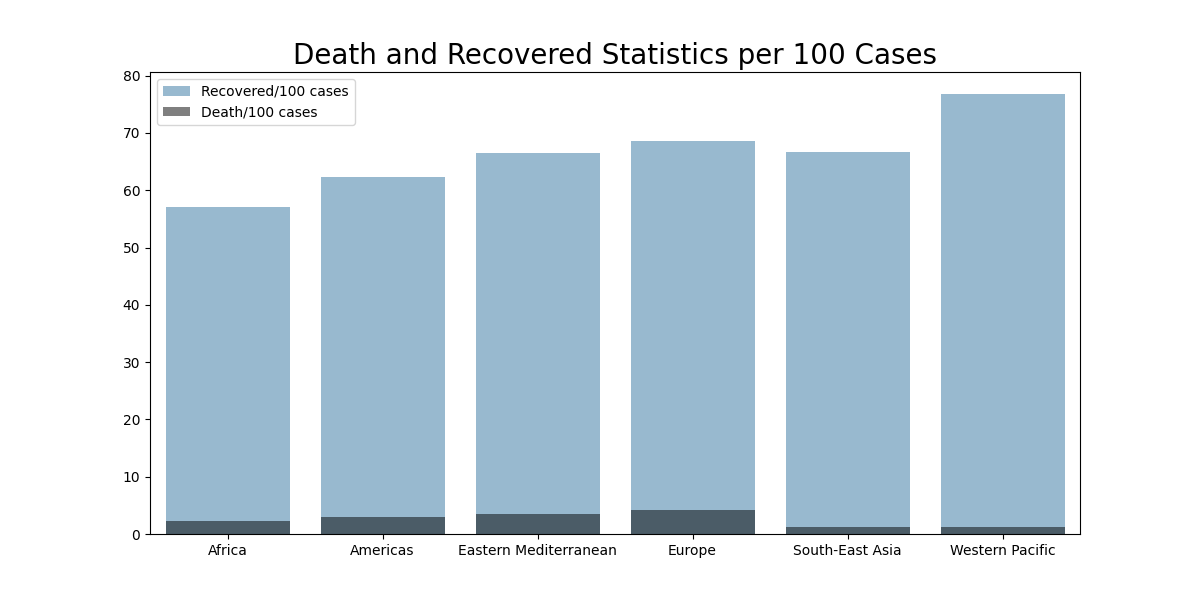 Death and Recovered Statistics per 100 Cases
Recovered/100 cases
Death/100 cases
80
70
60
50
40
30
20
10
0
Africa
Americas
Eastern Mediterranean
Europe
South-East Asia
Western Pacific